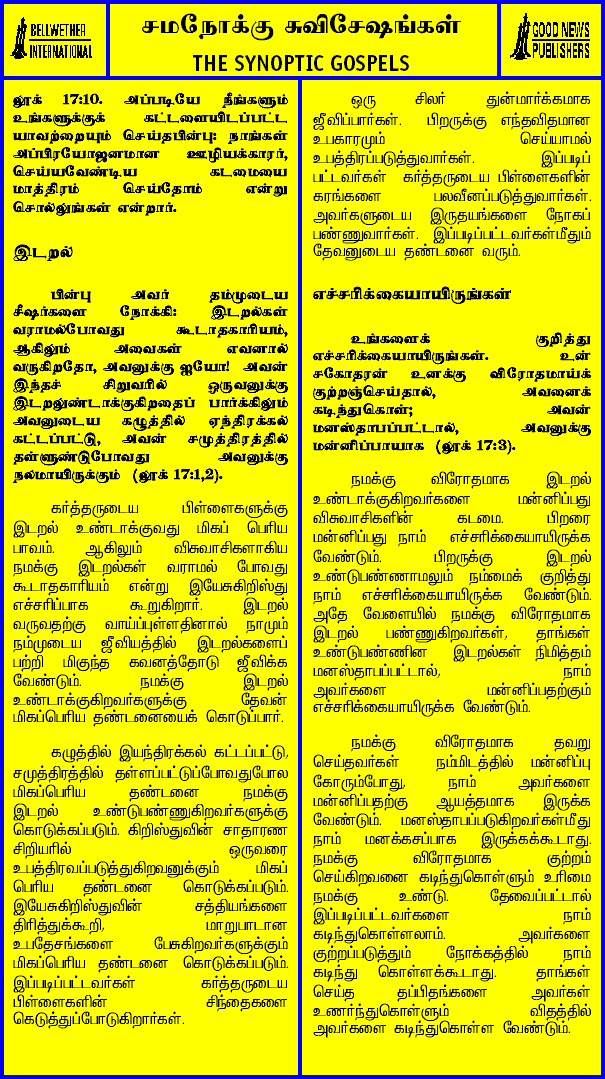 BELLWETHER
INTERNATIONAL
சமநோக்கு சுவிசேஷங்கள்
THE SYNOPTIC GOSPELS
GOOD NEWS
PUBLISHERS
லூக் 17:10. அப்படியே நீங்களும்
உங்களுக்குக் கட்டளையிடப்பட்ட
யாவற்றையும் செய்தபின்பு: நாங்கள்
அப்பிரயோஜனமான ஊழியக்காரர்,
செய்யவேண்டிய கடமையை
மாத்திரம் செய்தோம் என்று
சொல்லுங்கள் என்றார்.
இடறல்
பின்பு அவர் தம்முடைய
சீஷர்களை நோக்கி: இடறல்கள்
வராமல்போவது கூடாதகாரியம்,
ஆகிலும் அவைகள் எவனால்
வருகிறதோ, அவனுக்கு ஐயோ! அவன்
இந்தச் சிறுவரில் ஒருவனுக்கு
இடறலுண்டாக்குகிறதைப் பார்க்கிலும்
அவனுடைய கழுத்தில் ஏந்திரக்கல்
கட்டப்பட்டு, அவன் சமுத்திரத்தில்
தள்ளுண்டுபோவது அவனுக்கு
நலமாயிருக்கும் (லூக் 17:1,2).
கர்த்தருடைய பிள்ளைகளுக்கு
இடறல் உண்டாக்குவது மிகப் பெரிய
பாவம். ஆகிலும் விசுவாசிகளாகிய
நமக்கு இடறல்கள் வராமல் போவது
கூடாதகாரியம் என்று இயேசுகிறிஸ்து
எச்சரிப்பாக கூறுகிறார். இடறல்
வருவதற்கு வாய்ப்புள்ளதினால் நாமும்
நம்முடைய ஜீவியத்தில் இடறல்களைப்
பற்றி மிகுந்த கவனத்தோடு ஜீவிக்க
வேண்டும். நமக்கு இடறல்
உண்டாக்குகிறவர்களுக்கு தேவன்
மிகப்பெரிய தண்டனையைக் கொடுப்பார்.
கழுத்தில் இயந்திரக்கல் கட்டப்பட்டு,
சமுத்திரத்தில் தள்ளப்பட்டுப்போவதுபோல
மிகப்பெரிய தண்டனை நமக்கு
இடறல் உண்டுபண்ணுகிறவர்களுக்கு
கொடுக்கப்படும். கிறிஸ்துவின் சாதாரண
சிறியரில் ஒருவரை
உபத்திரவப்படுத்துகிறவனுக்கும் மிகப்
பெரிய தண்டனை கொடுக்கப்படும்.
இயேசுகிறிஸ்துவின் சத்தியங்களை
திரித்துக்கூறி, மாறுபாடான
உபதேசங்களை பேசுகிறவர்களுக்கும்
மிகப்பெரிய தண்டனை கொடுக்கப்படும்.
இப்படிப்பட்டவர்கள் கர்த்தருடைய
பிள்ளைகளின் சிந்தைகளை
கெடுத்துப்போடுகிறார்கள்.
ஒரு சிலர் துன்மார்க்கமாக
ஜீவிப்பார்கள். பிறருக்கு எந்தவிதமான
உபகாரமும் செய்யாமல்
உபத்திரப்படுத்துவார்கள். இப்படிப்
பட்டவர்கள் கர்த்தருடைய பிள்ளைகளின்
கரங்களை பலவீனப்படுத்துவார்கள்.
அவர்களுடைய இருதயங்களை நோகப்
பண்ணுவார்கள். இப்படிப்பட்டவர்கள்மீதும்
தேவனுடைய தண்டனை வரும்.
எச்சரிக்கையாயிருங்கள்
உங்களைக் குறித்து
எச்சரிக்கையாயிருங்கள். உன்
சகோதரன் உனக்கு விரோதமாய்க்
குற்றஞ்செய்தால், அவனைக்
கடிந்துகொள்; அவன்
மனஸ்தாபப்பட்டால், அவனுக்கு
மன்னிப்பாயாக (லூக் 17:3).
நமக்கு விரோதமாக இடறல்
உண்டாக்குகிறவர்களை மன்னிப்பது
விசுவாசிகளின் கடமை. பிறரை
மன்னிப்பது நாம் எச்சரிக்கையாயிருக்க
வேண்டும். பிறருக்கு இடறல்
உண்டுபண்ணாமலும் நம்மைக் குறித்து
நாம் எச்சரிக்கையாயிருக்க வேண்டும்.
அதே வேளையில் நமக்கு விரோதமாக
இடறல் பண்ணுகிறவர்கள், தாங்கள்
உண்டுபண்ணின இடறல்கள் நிமித்தம்
மனஸ்தாபப்பட்டால், நாம்
அவர்களை மன்னிப்பதற்கும்
எச்சரிக்கையாயிருக்க வேண்டும்.
நமக்கு விரோதமாக தவறு
செய்தவர்கள் நம்மிடத்தில் மன்னிப்பு
கோரும்போது, நாம் அவர்களை
மன்னிப்பதற்கு ஆயத்தமாக இருக்க
வேண்டும். மனஸ்தாபப்படுகிறவர்கள்மீது
நாம் மனக்கசப்பாக இருக்கக்கூடாது.
நமக்கு விரோதமாக குற்றம்
செய்கிறவனை கடிந்துகொள்ளும் உரிமை
நமக்கு உண்டு. தேவைப்பட்டால்
இப்படிப்பட்டவர்களை நாம்
கடிந்துகொள்ளலாம். அவர்களை
குற்றப்படுத்தும் நோக்கத்தில் நாம்
கடிந்து கொள்ளக்கூடாது. தாங்கள்
செய்த தப்பிதங்களை அவர்கள்
உணர்ந்துகொள்ளும் விதத்தில்
அவர்களை கடிந்துகொள்ள வேண்டும்.